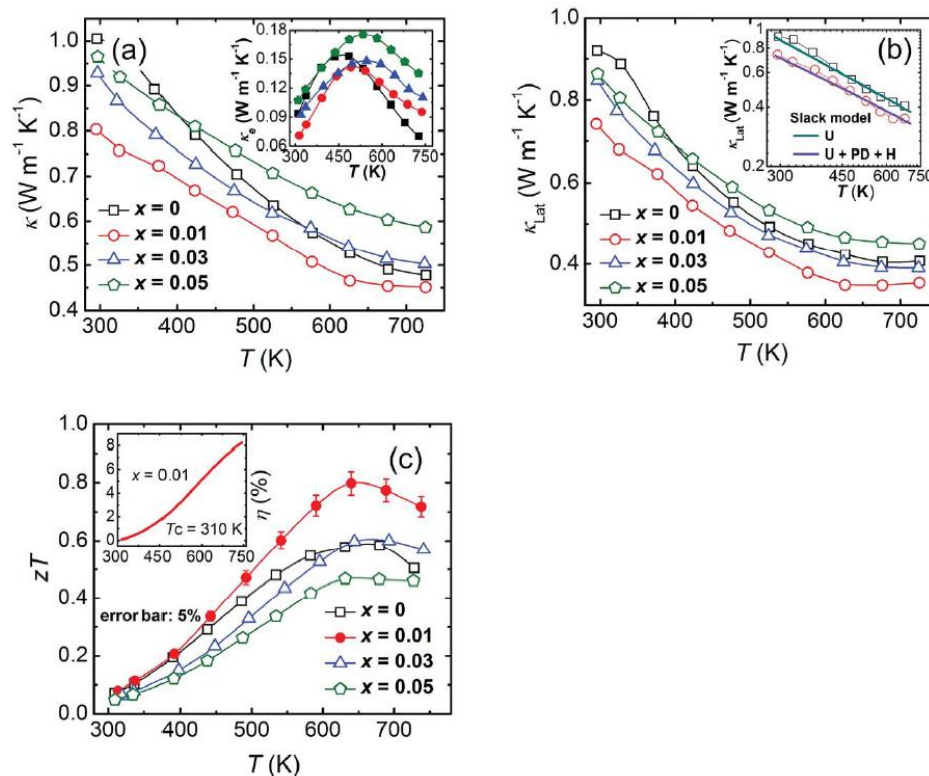 (a)
κ (W m⁻¹ K⁻¹)
1.0
0.9
0.8
0.7
0.6
0.5
0.4
300 400 500 600 700
T (K)
x = 0
x = 0.01
x = 0.03
x = 0.05
κe (W m⁻¹ K⁻¹)
0.18
0.15
0.12
0.09
0.06
300 450 600 750
T (K)
(b)
κLat (W m⁻¹ K⁻¹)
1.0
0.8
0.6
0.4
300 400 500 600 700
T (K)
x = 0
x = 0.01
x = 0.03
x = 0.05
κLat (W m⁻¹ K⁻¹)
1
0.8
0.4
0.2
Slack model
U
U + PD + H
300 450 600 750
T (K)
(c)
zT
1.0
0.8
0.6
0.4
0.2
0.0
300 400 500 600 700
T (K)
error bar: 5%
x = 0
x = 0.01
x = 0.03
x = 0.05
8
6
4
2
0
x = 0.01
Tc = 310 K
η (%)
300 450 600 750